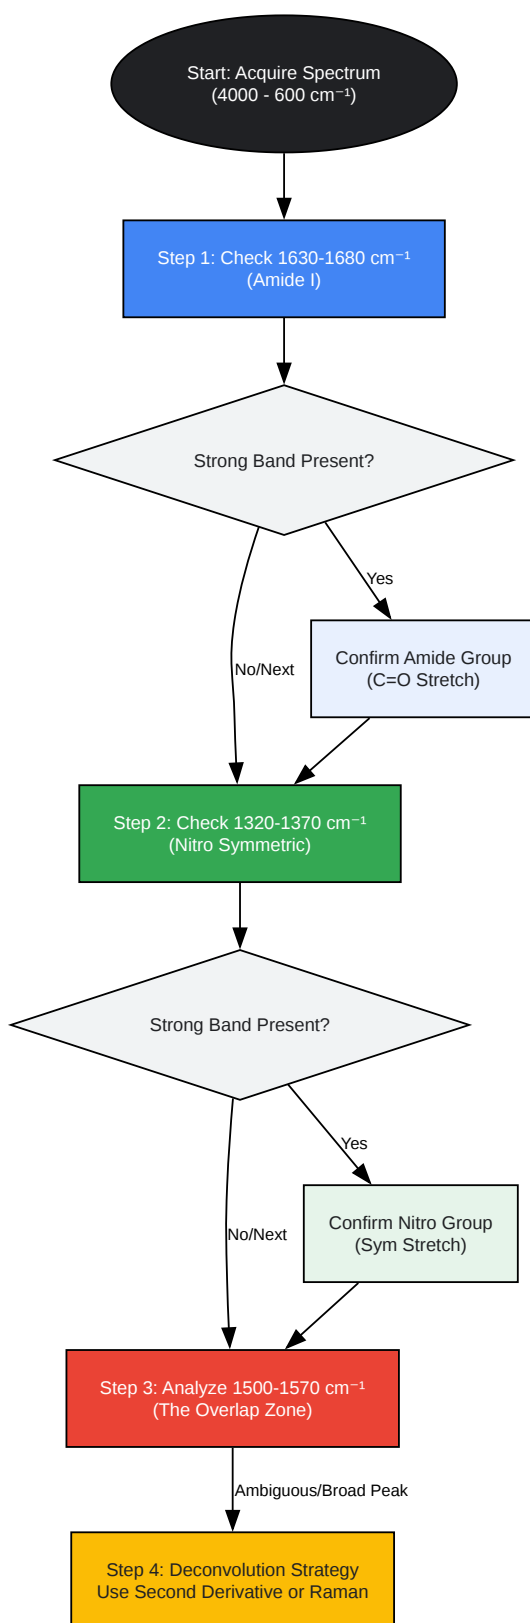 Start: Acquire Spectrum
(4000 - 600 cm⁻¹)
Step 1: Check 1630-1680 cm⁻¹
(Amide I)
Strong Band Present?
Yes
Confirm Amide Group
(C=O Stretch)
No/Next
Step 2: Check 1320-1370 cm⁻¹
(Nitro Symmetric)
Strong Band Present?
Yes
Confirm Nitro Group
(Sym Stretch)
No/Next
Step 3: Analyze 1500-1570 cm⁻¹
(The Overlap Zone)
Ambiguous/Broad Peak
Step 4: Deconvolution Strategy
Use Second Derivative or Raman